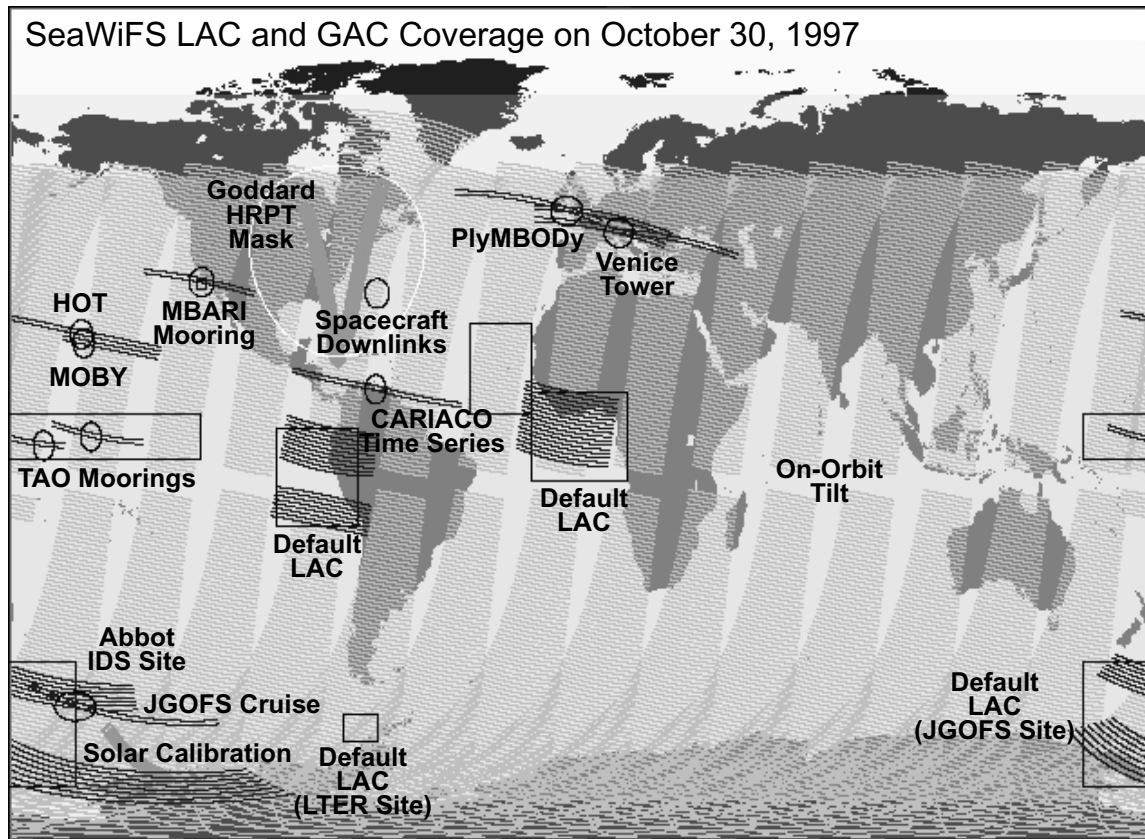 SeaWiFS LAC and GAC Coverage on October 30, 1997
Goddard
HRPT
Mask
PlyMBODy
Venice
Tower
HOT
MBARI
Mooring
Spacecraft
Downlinks
MOBY
CARIACO
Time Series
TAO Moorings
On-Orbit
Tilt
Default
LAC
Default
LAC
Abbot
IDS Site
JGOFS Cruise
Default
LAC
(JGOFS Site)
Solar Calibration
Default
LAC
(LTER Site)